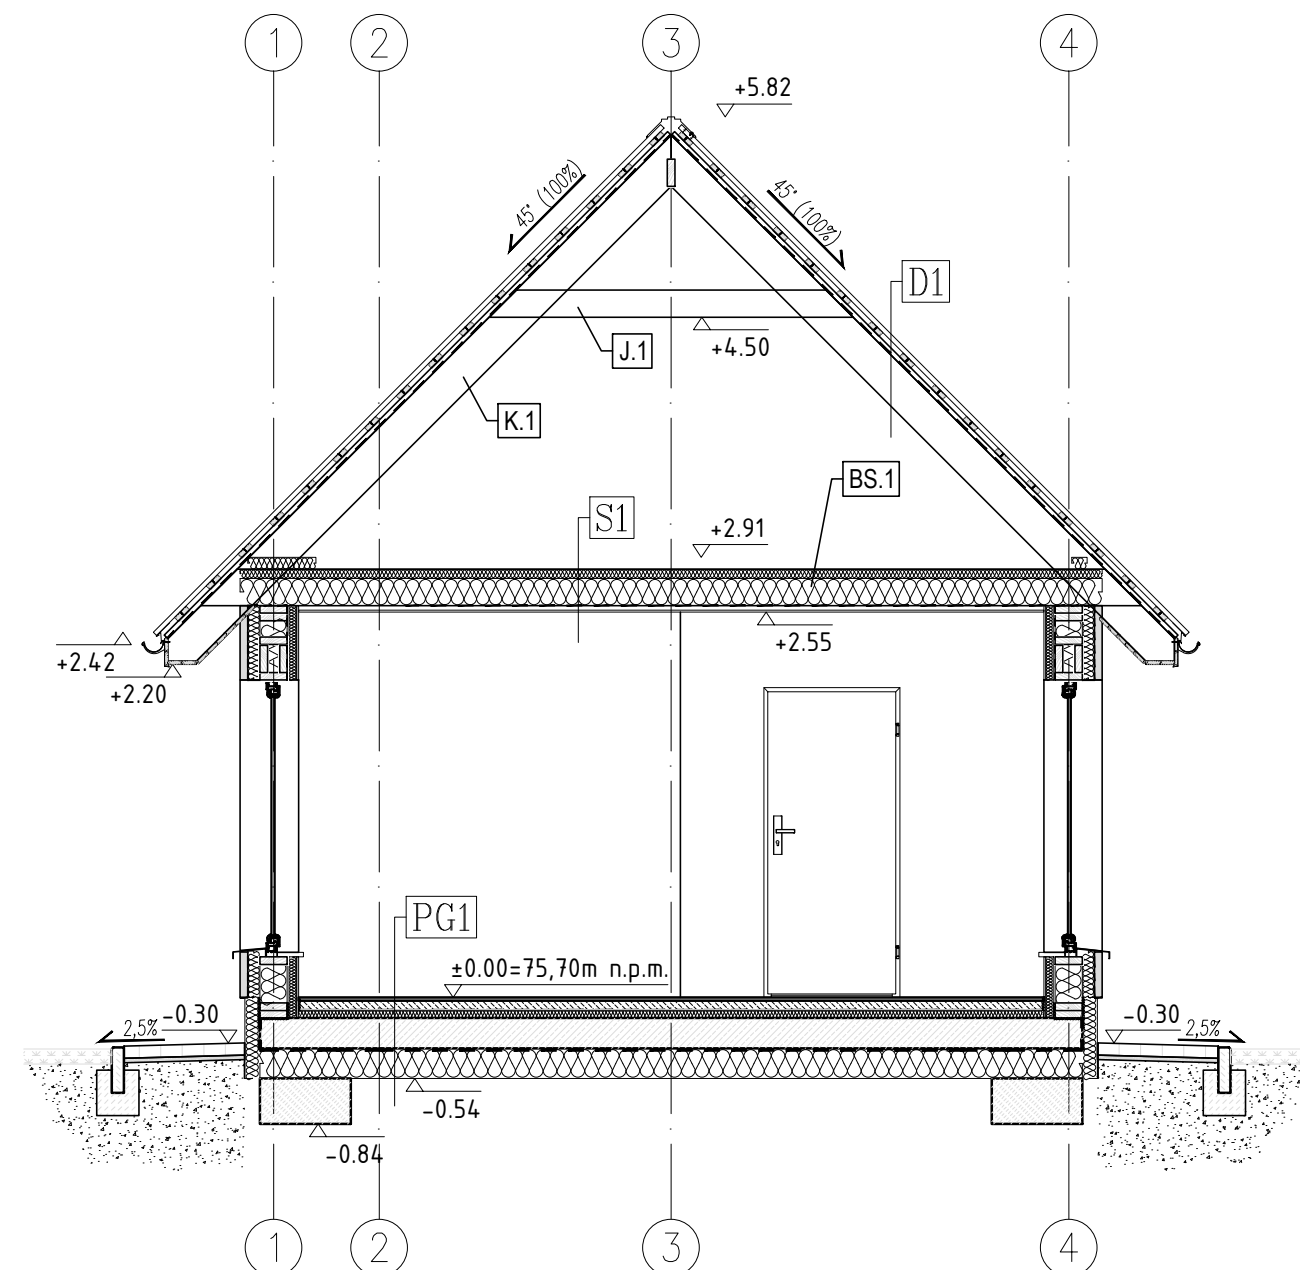 1 2 3 4
+5.82
45° (100%)
45° (100%)
D1
J.1
+4.50
K.1
BS.1
S1
+2.91
+2.42
+2.20
+2.55
PG1
±0.00=75,70m n.p.m.
2,5% -0.30
-0.30 2,5%
-0.54
-0.84
1 2 3 4